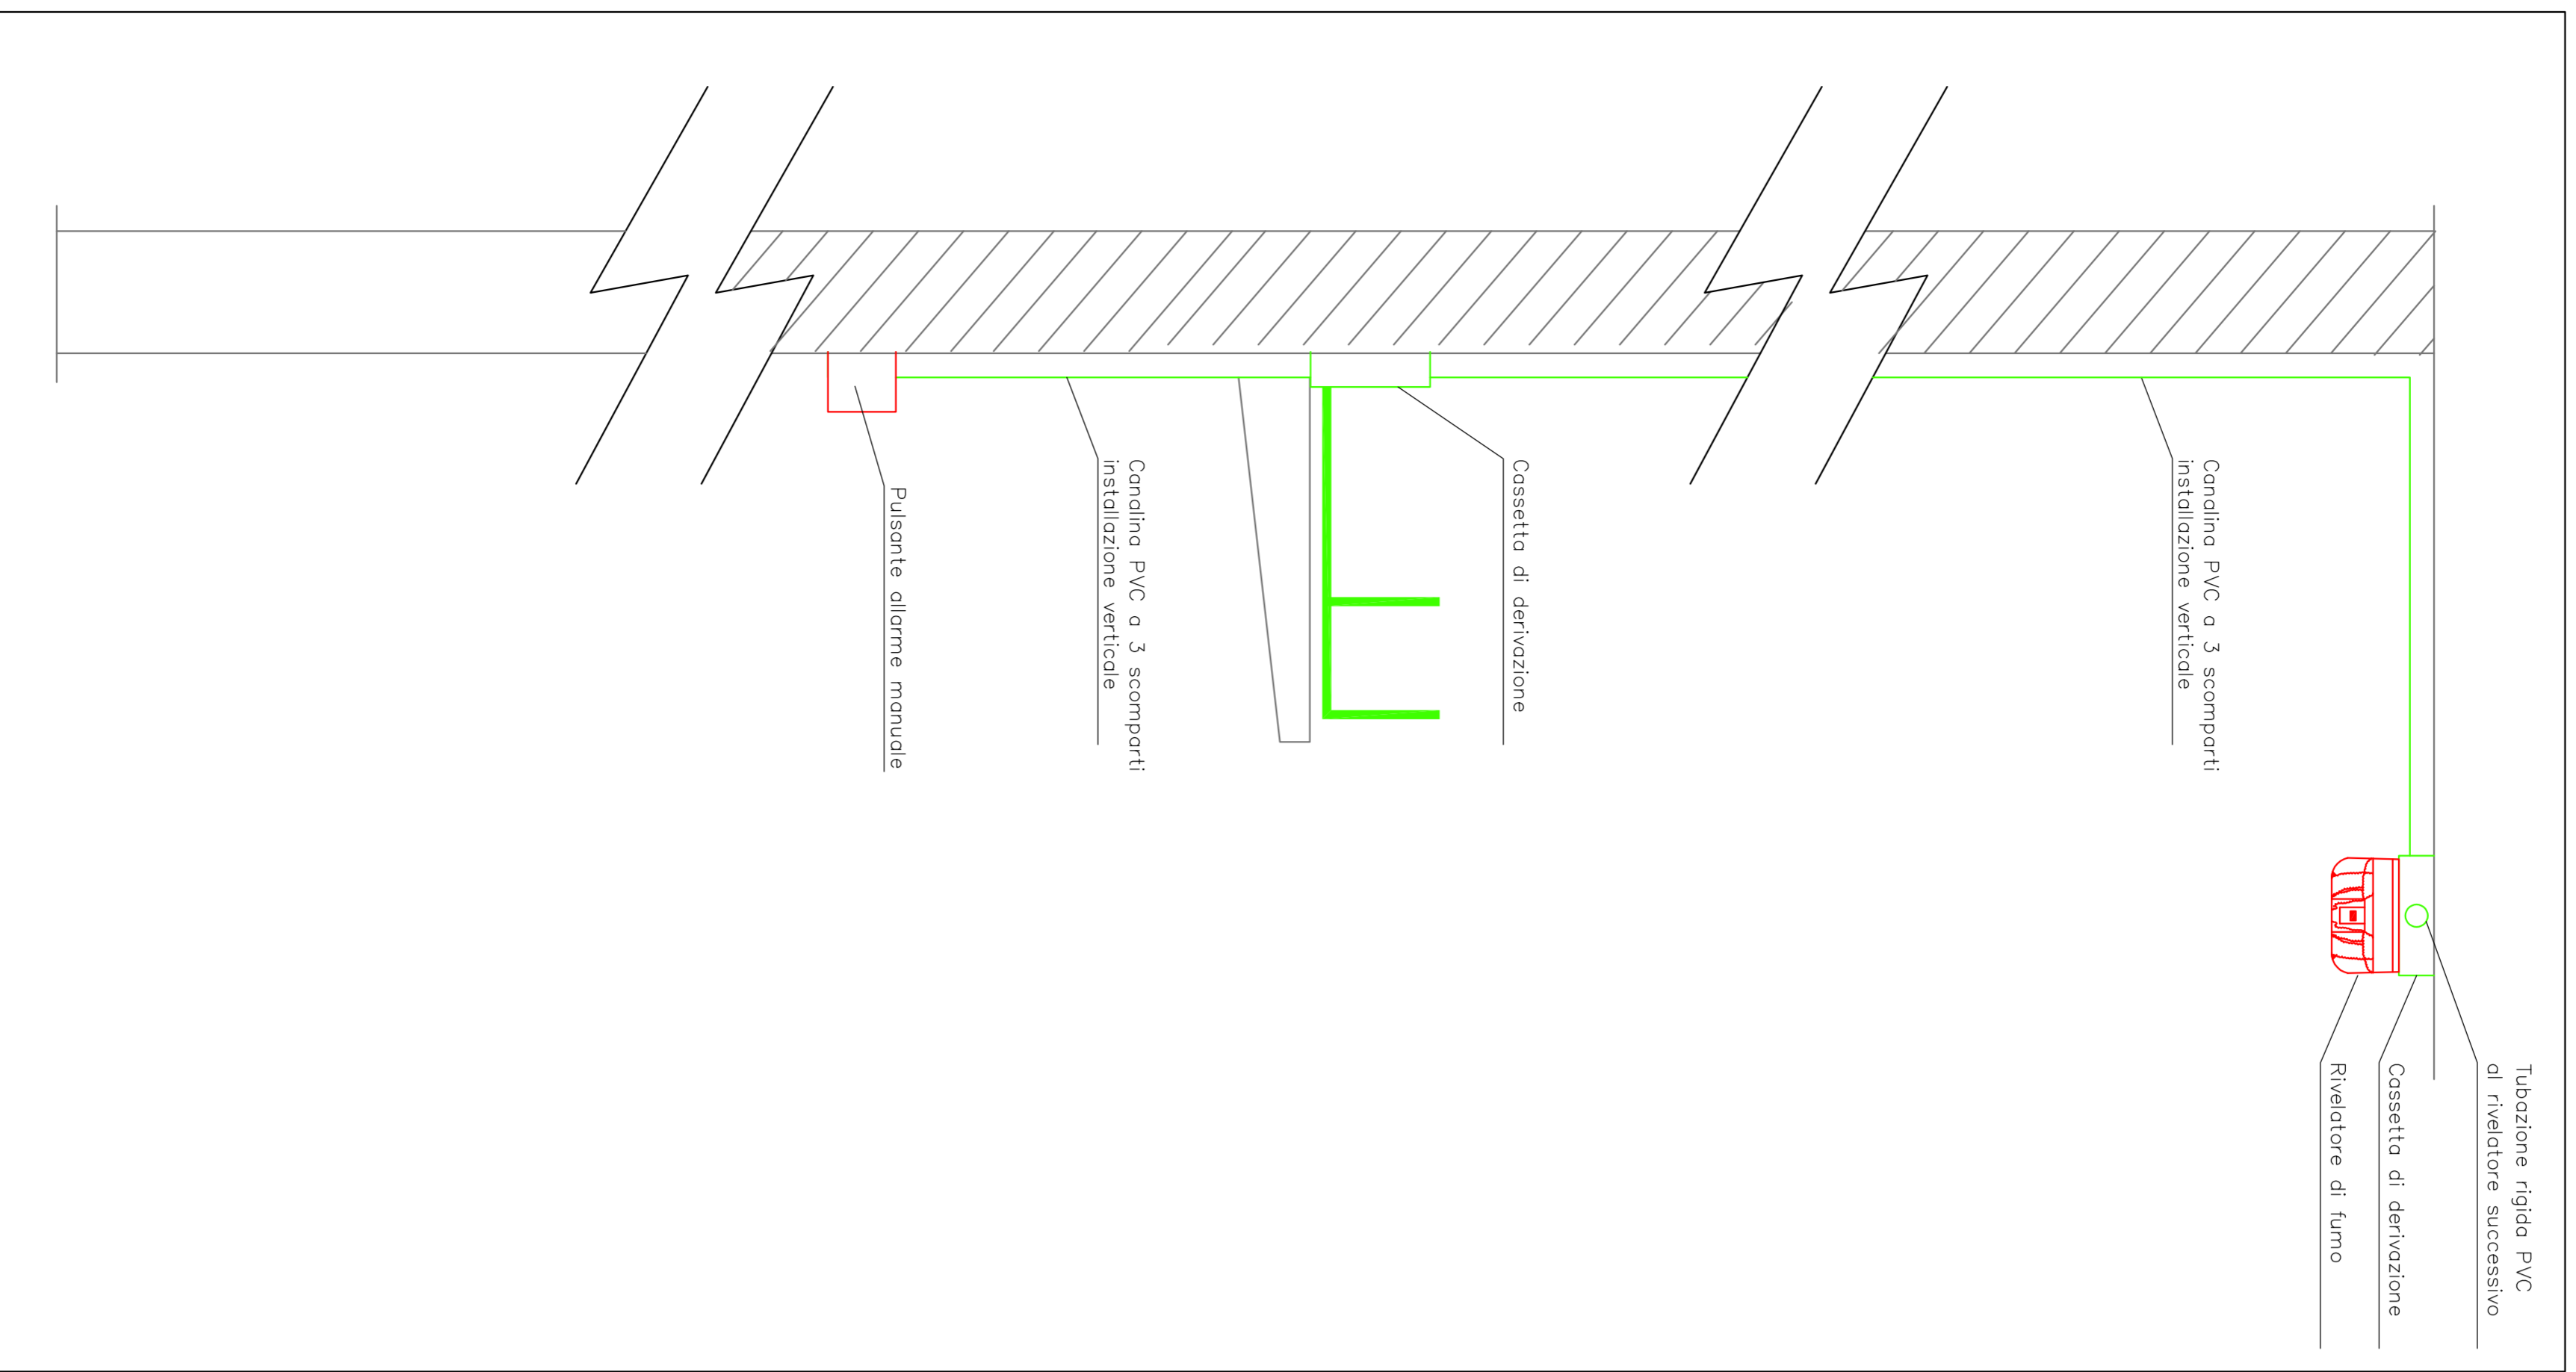 Tubazione rigida PVC
al rivelatore successivo
Cassetta di derivazione
Rivelatore di fumo
Canalina PVC a 3 scomparti
installazione verticale
Cassetta di derivazione
Canalina PVC a 3 scomparti
installazione verticale
Pulsante allarme manuale